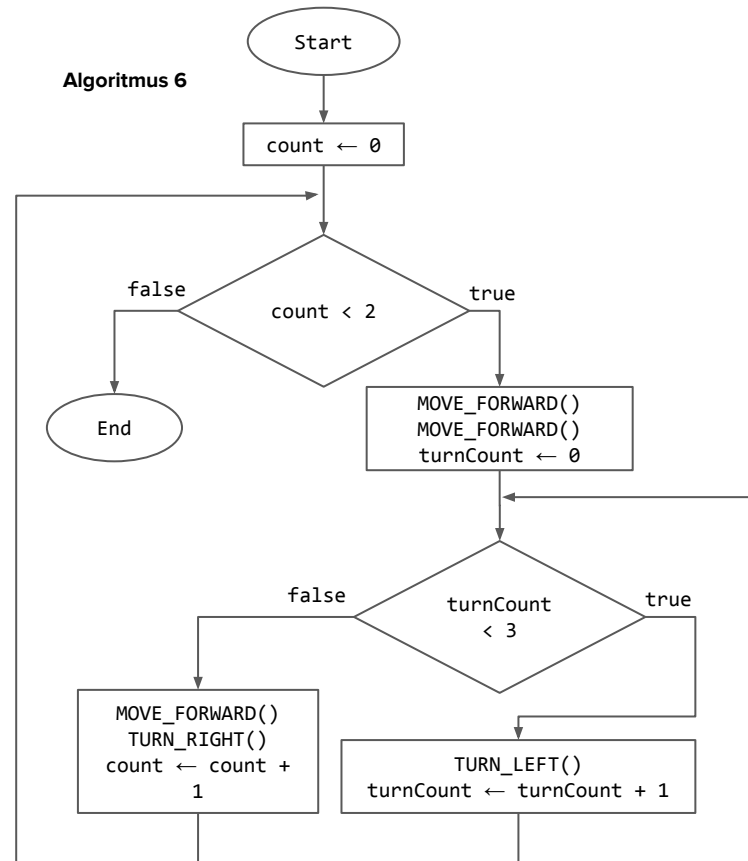 Start
Algoritmus 6
count ← 0
false
true
count < 2
End
MOVE_FORWARD()
MOVE_FORWARD()
turnCount ← 0
false
true
turnCount
< 3
MOVE_FORWARD()
TURN_RIGHT()
count ← count +
1
TURN_LEFT()
turnCount ← turnCount + 1